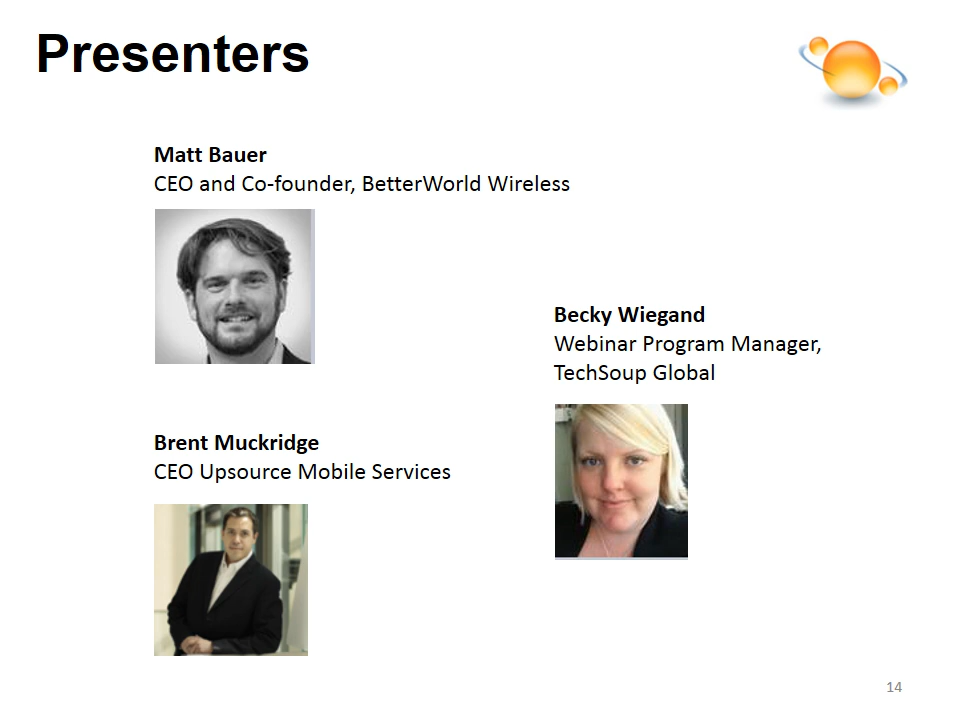 Presenters
Matt Bauer
CEO and Co-founder, BetterWorld Wireless
Becky Wiegand
Webinar Program Manager,
TechSoup Global
Brent Muckridge
CEO Upsource Mobile Services
14